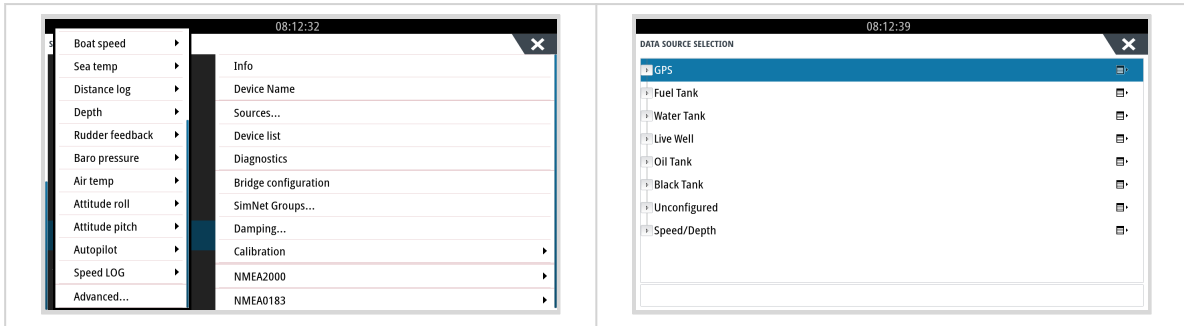 08:12:32
S
Boat speed
Sea temp
Distance log
Depth
Rudder feedback
Baro pressure
Air temp
Attitude roll
Attitude pitch
Autopilot
Speed LOG
Advanced...
Info
Device Name
Sources...
Device list
Diagnostics
Bridge configuration
SimNet Groups...
Damping...
Calibration
NMEA2000
NMEA0183
08:12:39
DATA SOURCE SELECTION
GPS
Fuel Tank
Water Tank
Live Well
Oil Tank
Black Tank
Unconfigured
Speed/Depth